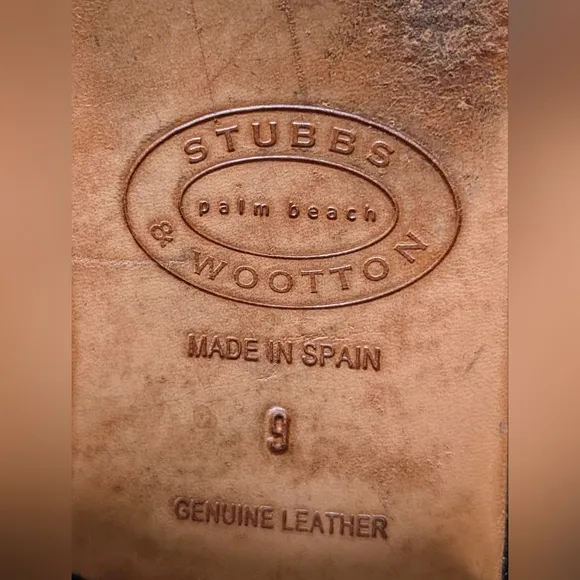 STUBBS
palm beach
& WOOTTON
MADE IN SPAIN
9
GENUINE LEATHER